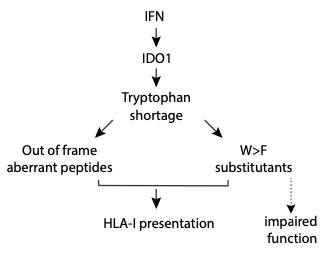 IFN
IDO1
Tryptophan
shortage
Out of frame
aberrant peptides
W>F
substitutants
HLA-I presentation
impaired
function